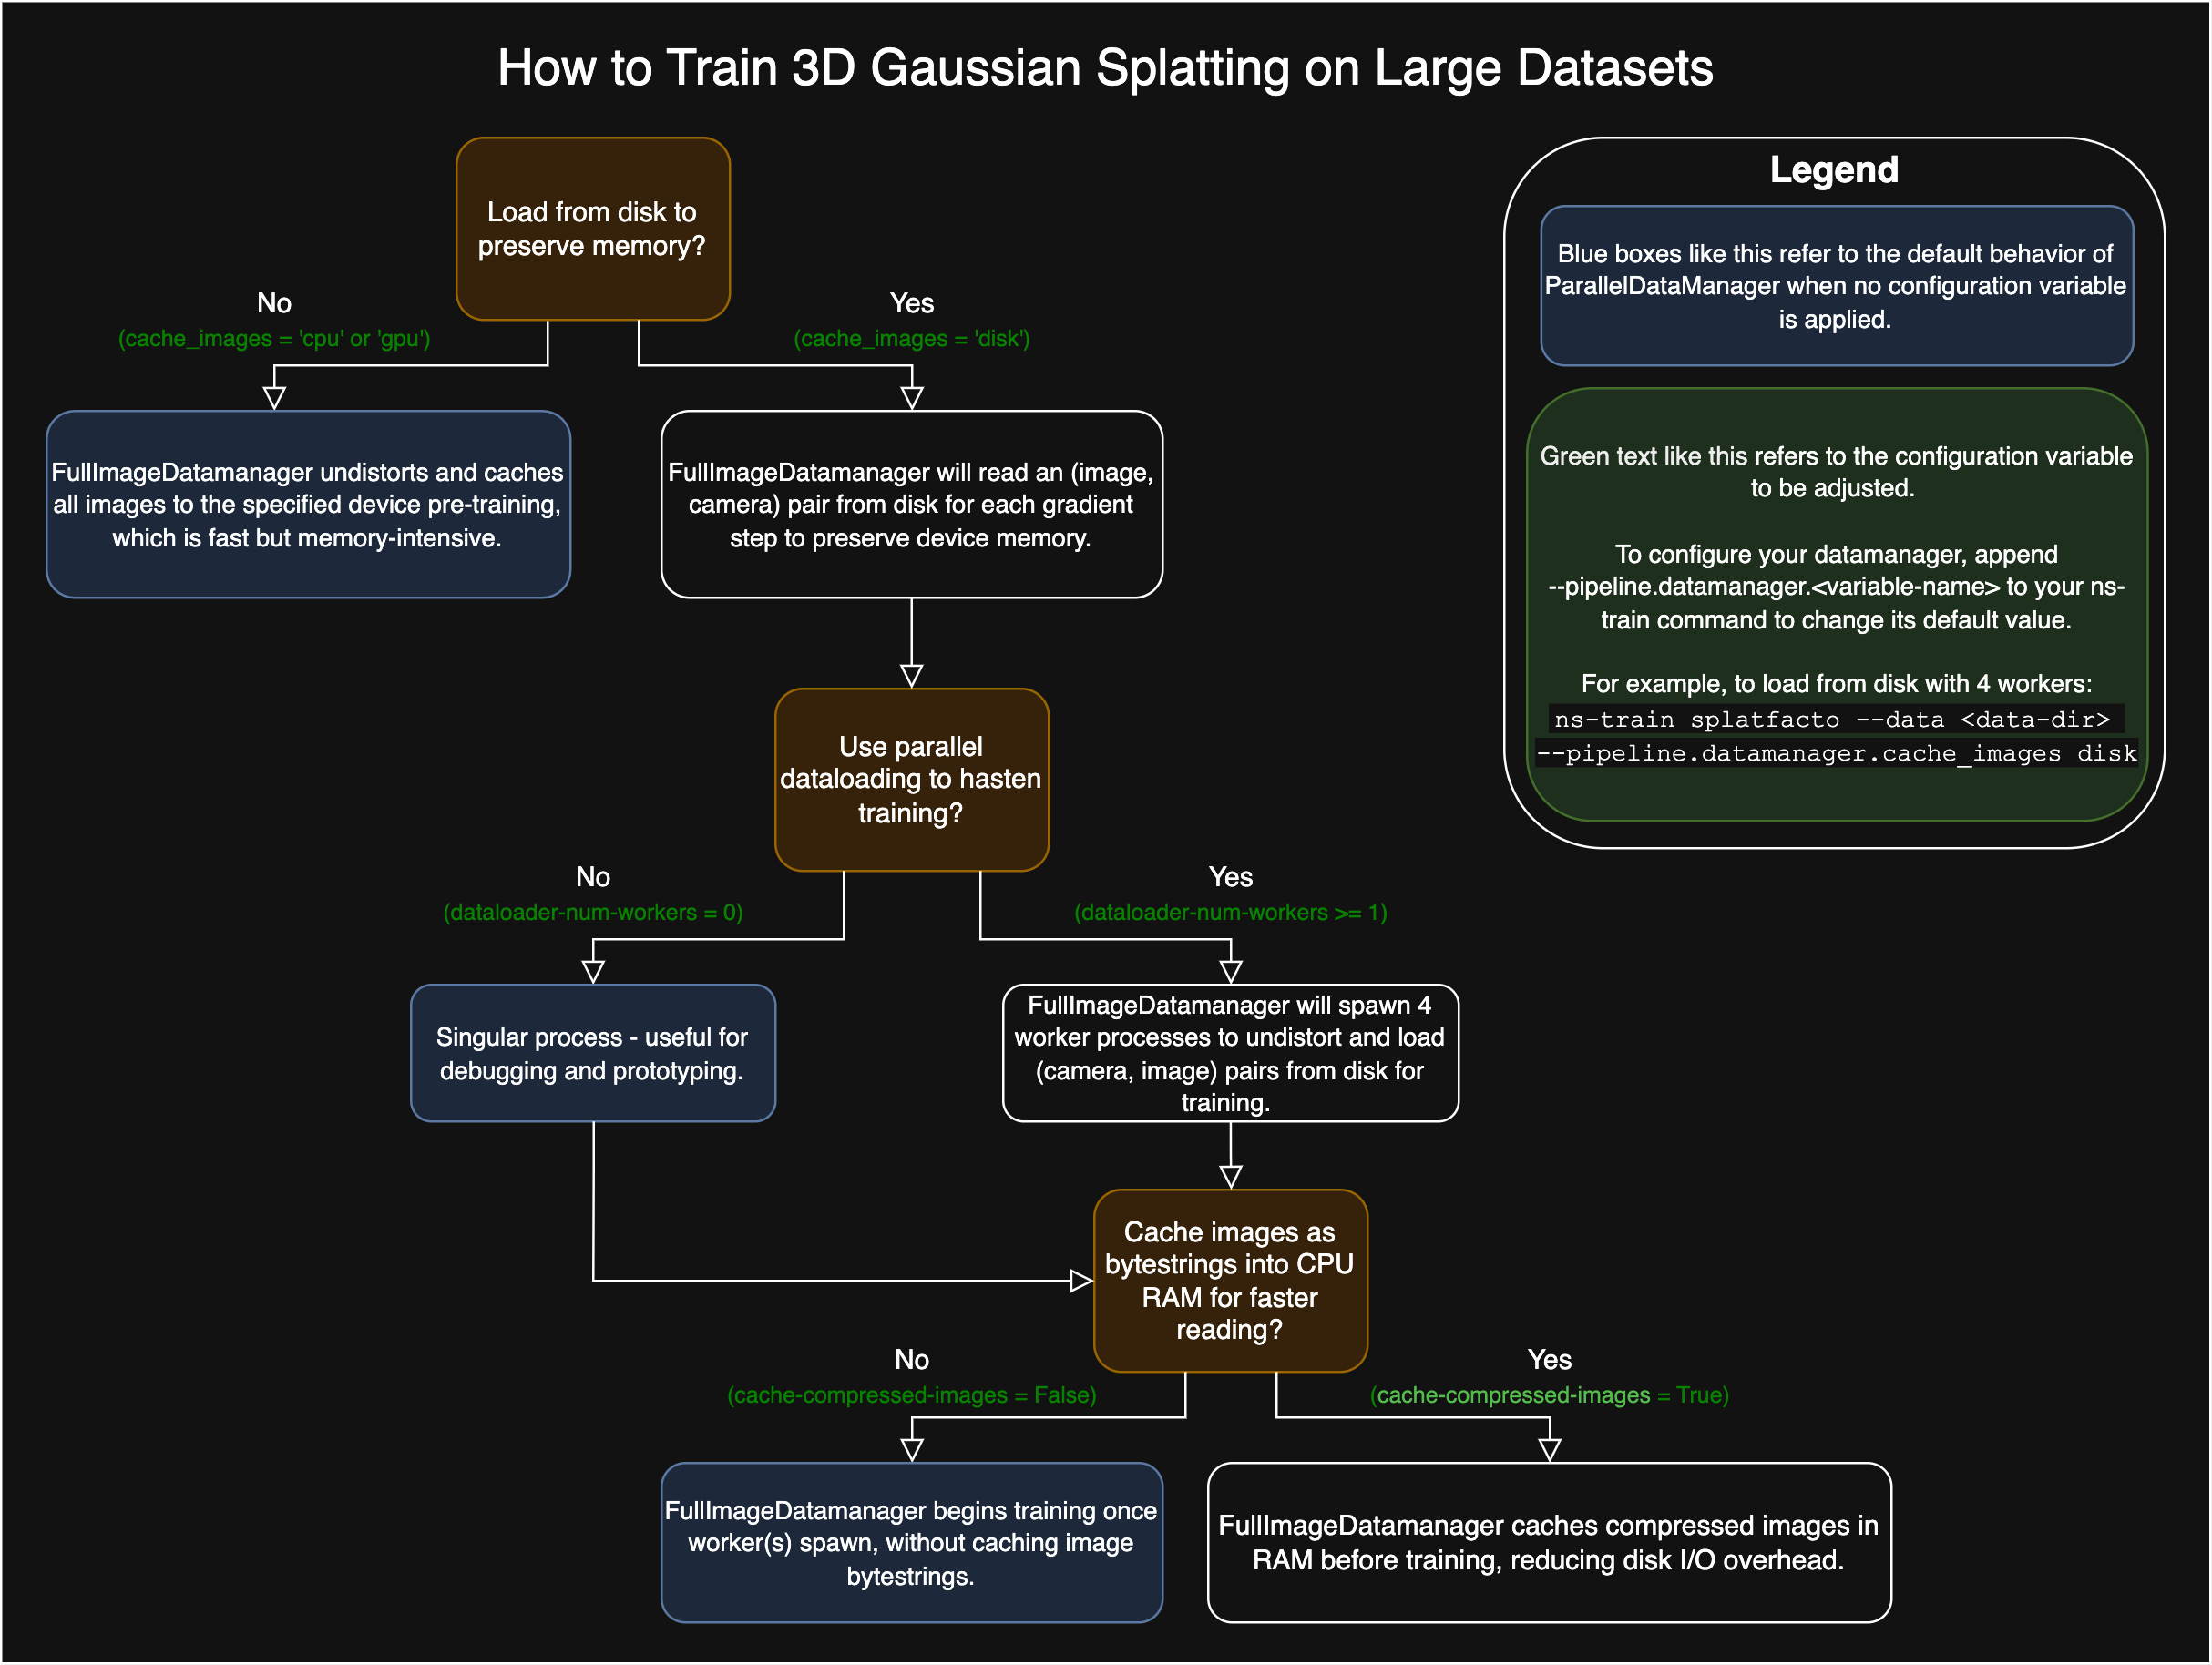 How to Train 3D Gaussian Splatting on Large Datasets
Load from disk to
preserve memory?
No
(cache_images = 'cpu' or 'gpu')
Yes
(cache_images = 'disk')
FullImageDatamanager undistorts and caches
all images to the specified device pre-training,
which is fast but memory-intensive.
FullImageDatamanager will read an (image,
camera) pair from disk for each gradient
step to preserve device memory.
Use parallel
dataloading to hasten
training?
No
(dataloader-num-workers = 0)
Yes
(dataloader-num-workers >= 1)
Singular process - useful for
debugging and prototyping.
FullImageDatamanager will spawn 4
worker processes to undistort and load
(camera, image) pairs from disk for
training.
Cache images as
bytestrings into CPU
RAM for faster
reading?
No
(cache-compressed-images = False)
Yes
(cache-compressed-images = True)
FullImageDatamanager begins training once
worker(s) spawn, without caching image
bytestrings.
FullImageDatamanager caches compressed images in
RAM before training, reducing disk I/O overhead.
Legend
Blue boxes like this refer to the default behavior of
ParallelDataManager when no configuration variable
is applied.
Green text like this refers to the configuration variable
to be adjusted.
To configure your datamanager, append
--pipeline.datamanager.<variable-name> to your ns-
train command to change its default value.
For example, to load from disk with 4 workers:
ns-train splatfacto --data <data-dir>
--pipeline.datamanager.cache_images disk